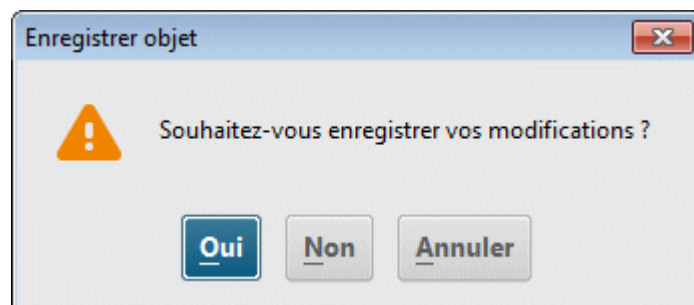 Enregistrer objet
Souhaitez-vous enregistrer vos modifications ?
Oui Non Annuler